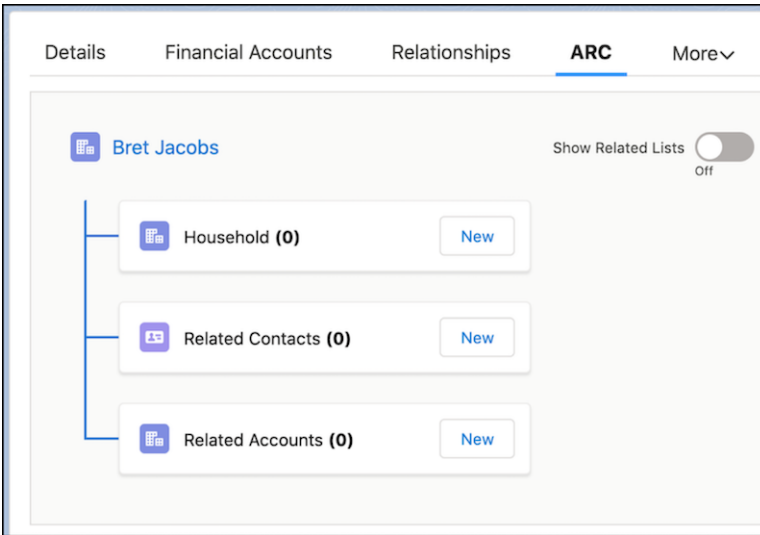 Details Financial Accounts Relationships ARC More
Bret Jacobs Show Related Lists
Off
Household (0) New
Related Contacts (0) New
Related Accounts (0) New